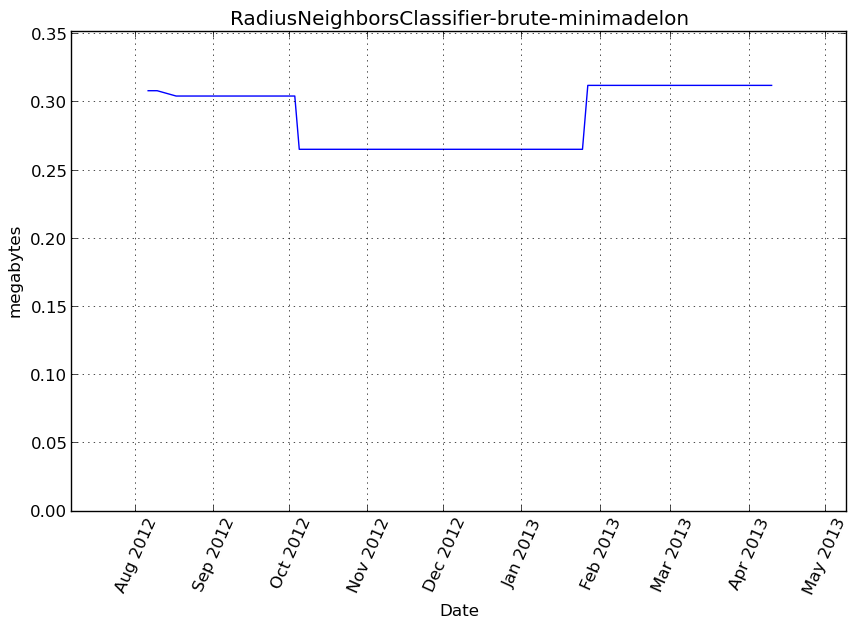 RadiusNeighborsClassifier-brute-minimadelon
0.35
0.30
0.25
0.20
0.15
0.10
0.05
0.00
megabytes
Aug 2012
Sep 2012
Oct 2012
Nov 2012
Dec 2012
Jan 2013
Feb 2013
Mar 2013
Apr 2013
May 2013
Date